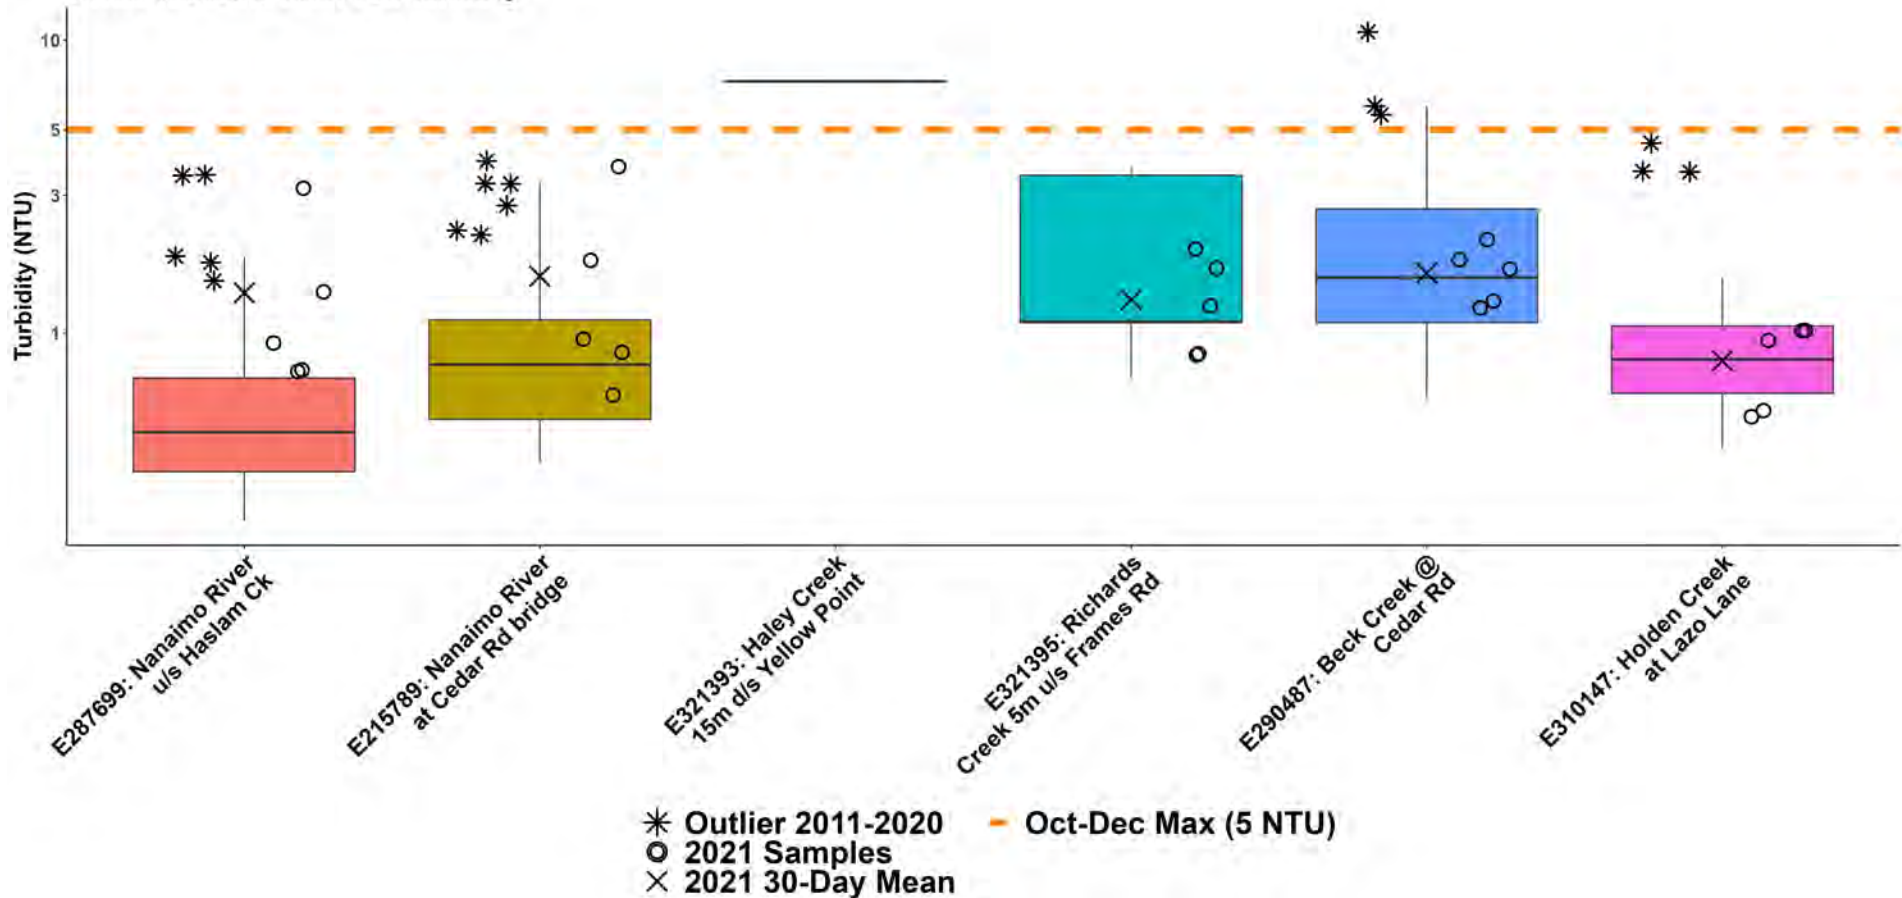 10
5
3
1
Turbidity (NTU)
E287699: Nanaimo River
u/s Haslam Ck
E215789: Nanaimo River
at Cedar Rd bridge
E321393: Haley Creek
15m d/s Yellow Point
E321395: Richards
Creek 5m u/s Frames Rd
E290487: Beck Creek @
Cedar Rd
E310147: Holden Creek
at Lazo Lane
Outlier 2011-2020
Oct-Dec Max (5 NTU)
2021 Samples
2021 30-Day Mean